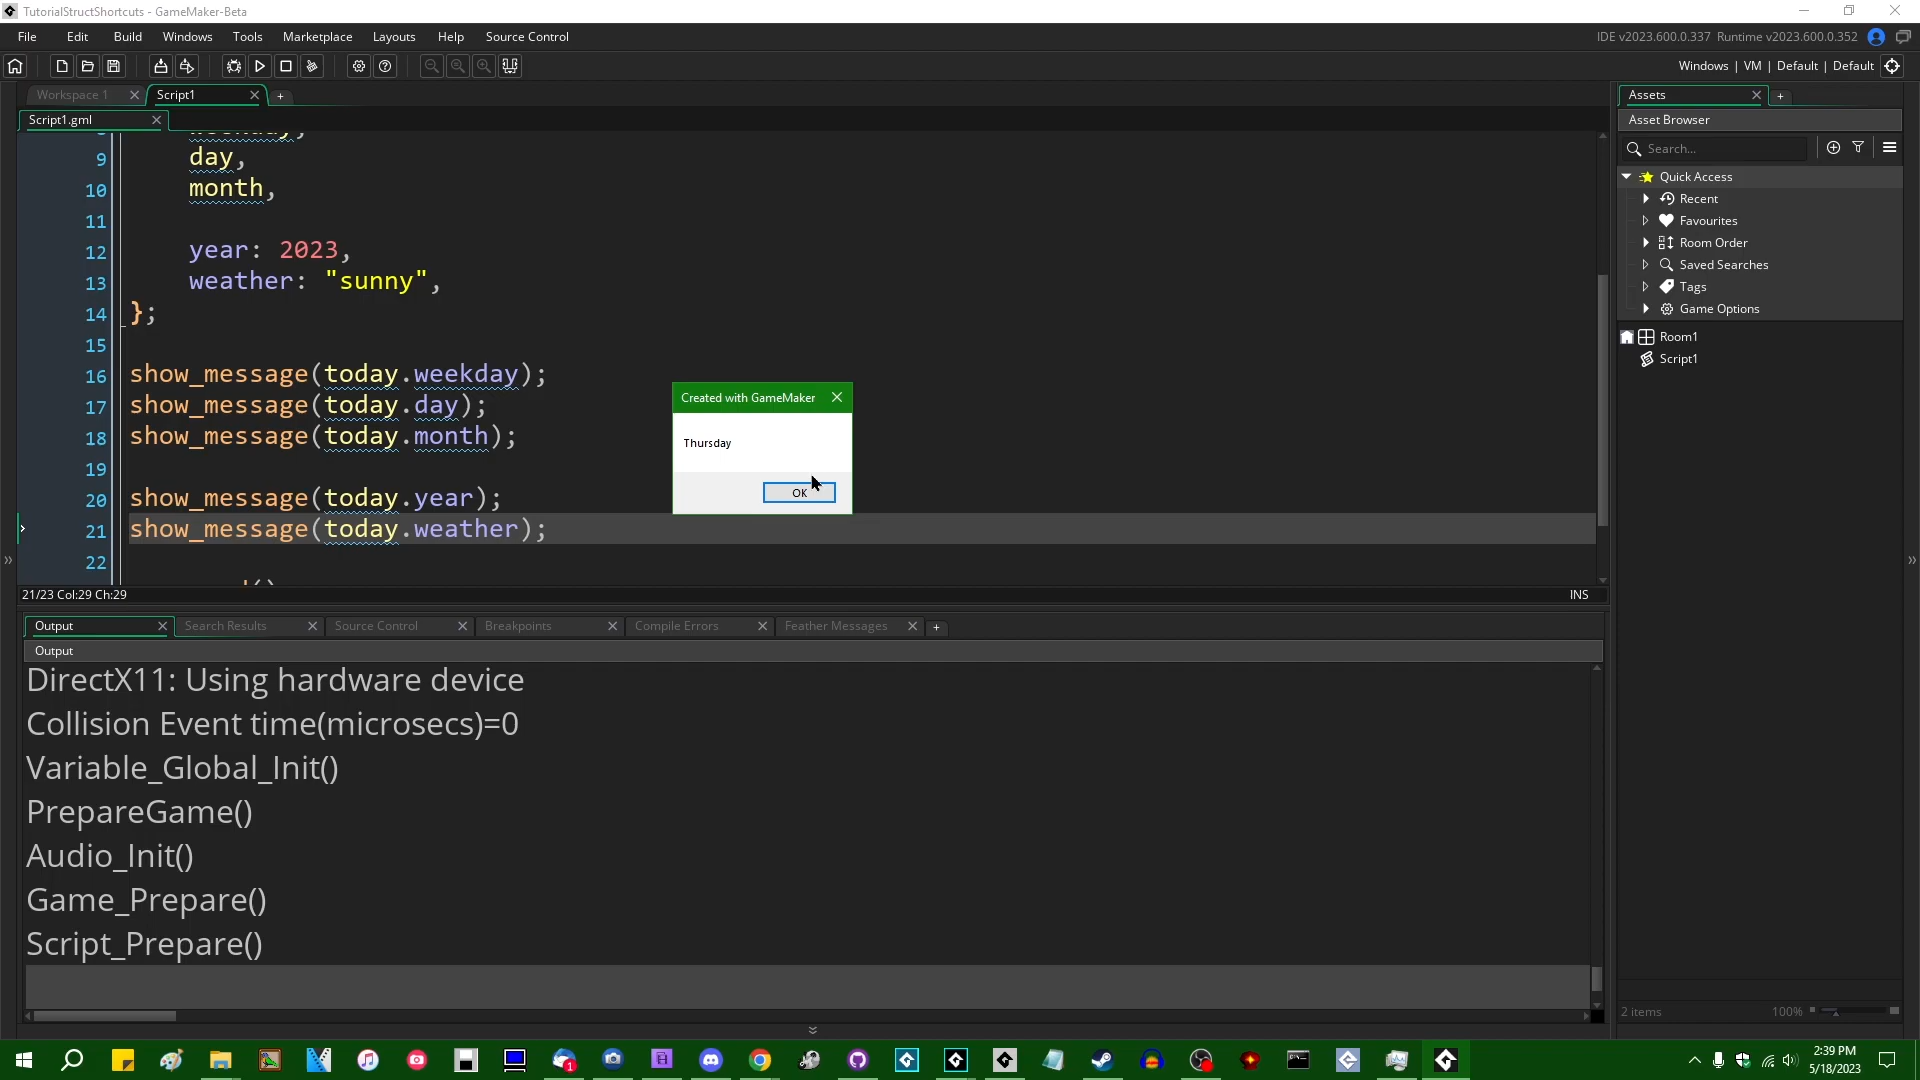 TutorialStructShortcuts - GameMaker-Beta
File Edit Build Windows Tools Marketplace Layouts Help Source Control
IDE v2023.600.0.337 Runtime v2023.600.0.352
Windows | VM | Default | Default
Workspace 1
Script1
Script1.gml
9 day,
10 month,
11
12 year: 2023,
13 weather: "sunny",
14 };
15
16 show_message(today.weekday);
17 show_message(today.day);
18 show_message(today.month);
19
20 show_message(today.year);
21 show_message(today.weather);
22
21/23 Col:29 Ch:29
INS
Created with GameMaker
Thursday
OK
Output
Search Results
Source Control
Breakpoints
Compile Errors
Feather Messages
Output
DirectX11: Using hardware device
Collision Event time(microsecs)=0
Variable_Global_Init()
PrepareGame()
Audio_Init()
Game_Prepare()
Script_Prepare()
Assets
Asset Browser
Search...
Quick Access
Recent
Favourites
Room Order
Saved Searches
Tags
Game Options
Room1
Script1
2 items
100%
1
2:39 PM
5/18/2023